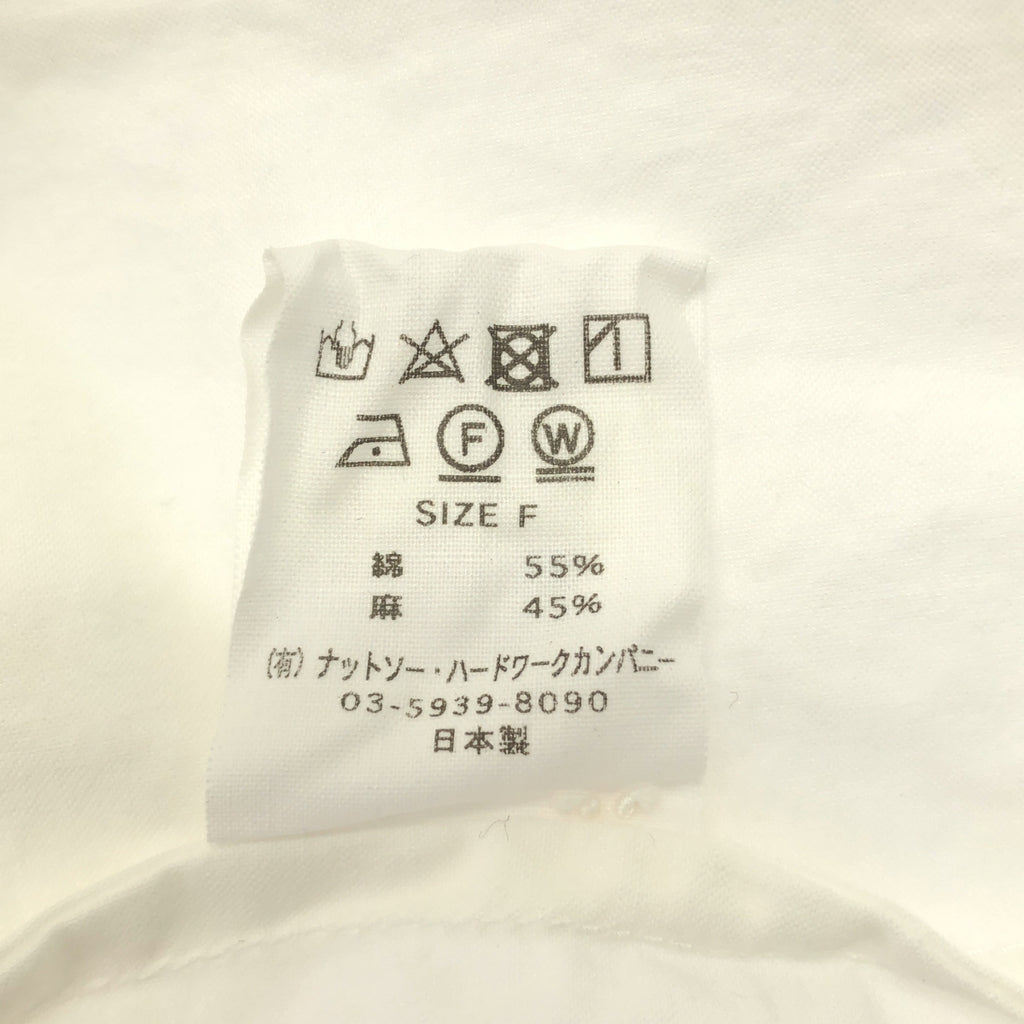 F W
SIZE F
綿 55%
麻 45%
(有) ナットソー・ハードワークカンパニー
03-5939-8090
日本製